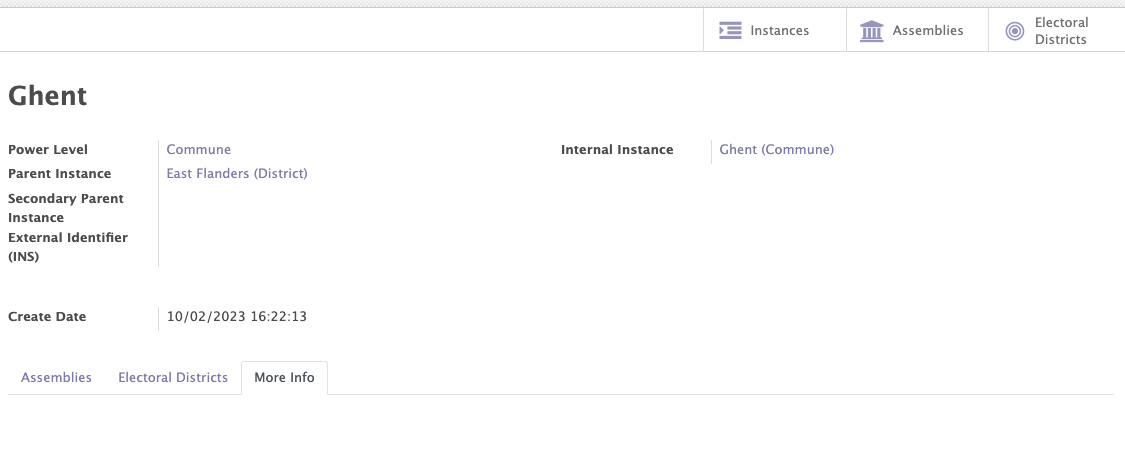 Instances
Assemblies
Electoral
Districts
Ghent
Power Level
Commune
Internal Instance
Ghent (Commune)
Parent Instance
East Flanders (District)
Secondary Parent
Instance
External Identifier
(INS)
Create Date
10/02/2023 16:22:13
Assemblies
Electoral Districts
More Info